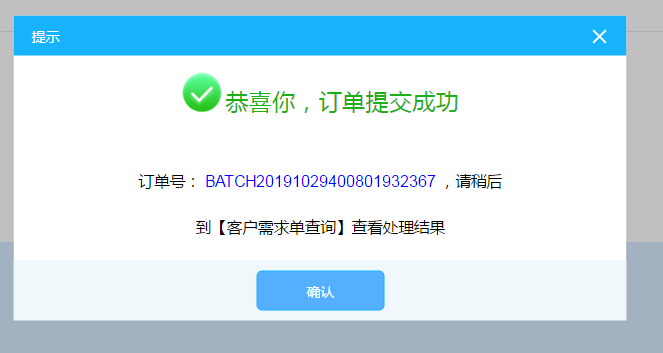 提示
恭喜你，订单提交成功
订单号： BATCH20191029400801932367 ，请稍后
到【客户需求单查询】查看处理结果
确认